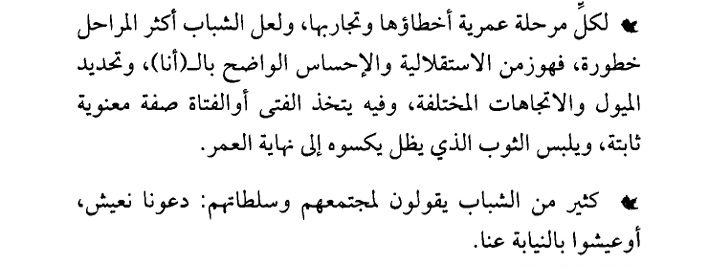 لكلِّ مرحلة عمرية أخطاؤها وتجاربها، ولعل الشباب أكثر المراحل
خطورة، فهوزمن الاستقلالية والإحساس الواضح بالـ(أنا)، وتحديد
الميول والاتجاهات المختلفة، وفيه يتخذ الفتى أوالفتاة صفة معنوية
ثابتة، ويلبس الثوب الذي يظل يكسوه إلى نهاية العمر.
كثير من الشباب يقولون لمجتمعهم وسلطاتهم: دعونا نعيش،
أوعيشوا بالنيابة عنا.